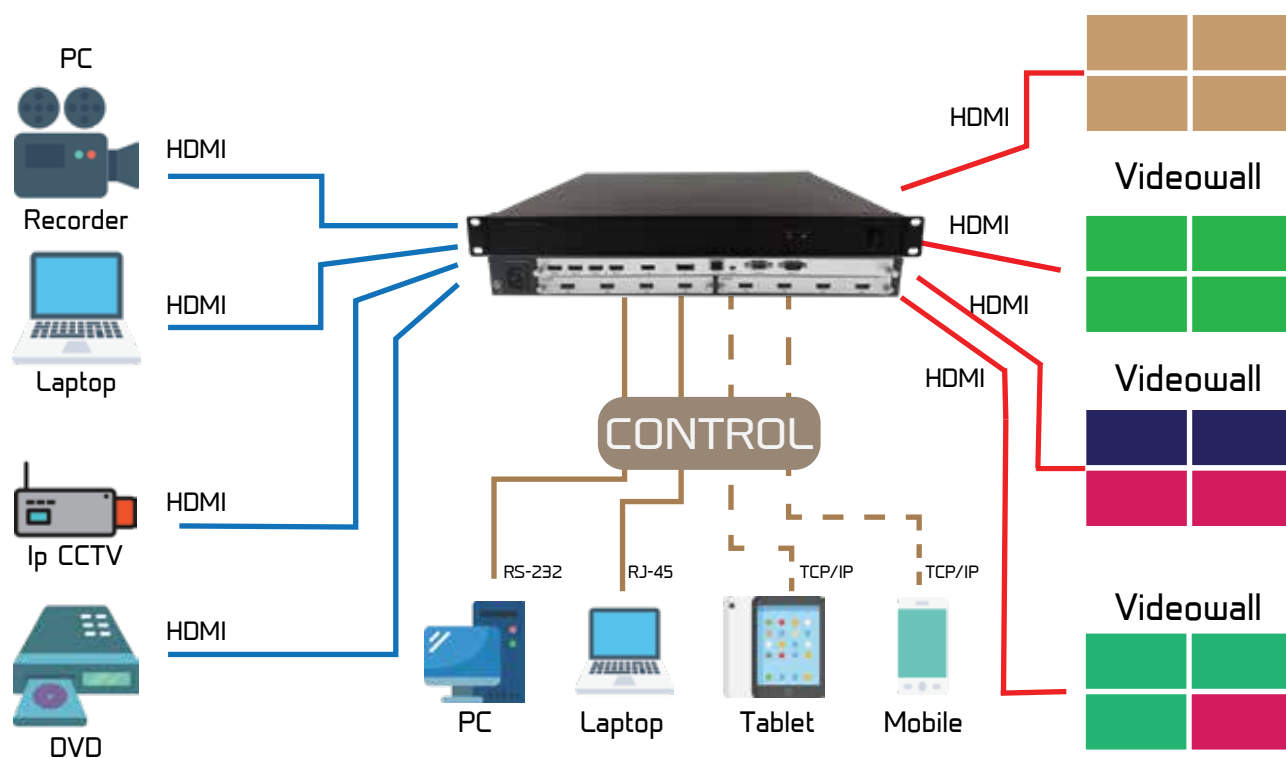 PC
HDMI
Recorder
HDMI
Laptop
HDMI
Ip CCTV
HDMI
DVD
CONTROL
RS-232
RJ-45
TCP/IP
TCP/IP
PC
Laptop
Tablet
Mobile
HDMI
HDMI
HDMI
HDMI
Videowall
Videowall
Videowall